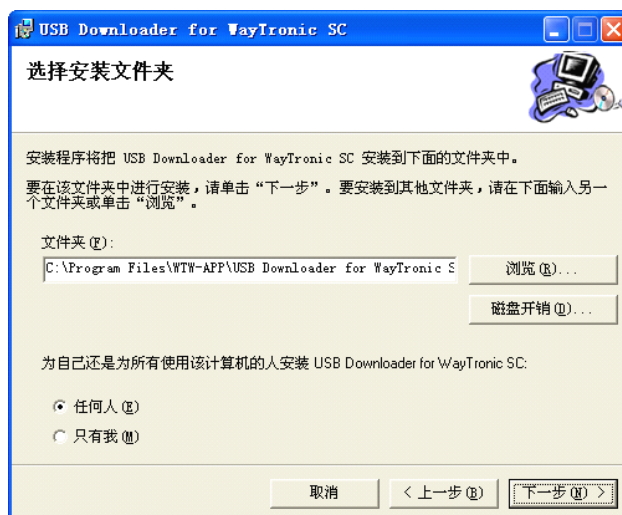 USB Downloader for WayTronic SC
选择安装文件夹
安装程序将把 USB Downloader for WayTronic SC 安装到下面的文件夹中。
要在该文件夹中进行安装，请单击“下一步”。要安装到其他文件夹，请在下面输入另一
个文件夹或单击“浏览”。
文件夹(F):
C:\Program Files\WTW-APP\USB Downloader for WayTronic S
浏览(R)...
磁盘开销(D)...
为自己还是为所有使用该计算机的人安装 USB Downloader for WayTronic SC:
任何人(E)
只有我(M)
取消
< 上一步(B)
下一步(N) >